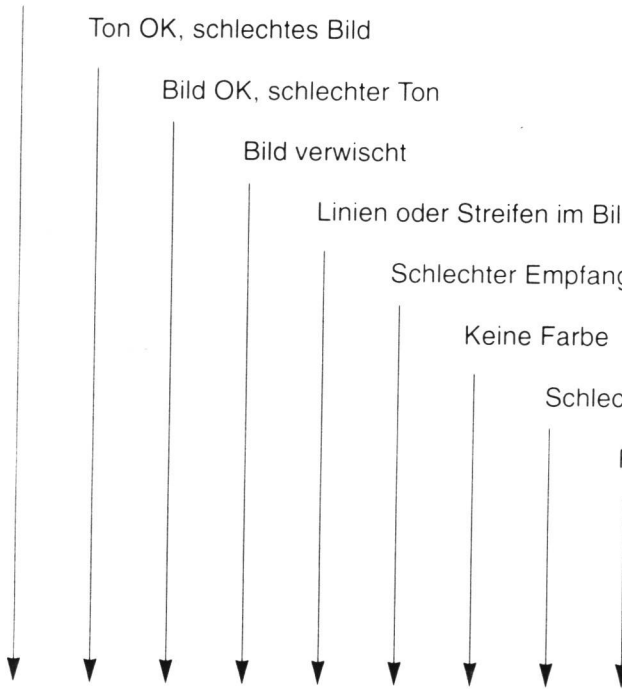 Ton OK, schlechtes Bild
Bild OK, schlechter Ton
Bild verwischt
Linien oder Streifen im
Schlechter Empfang
Keine Farbe